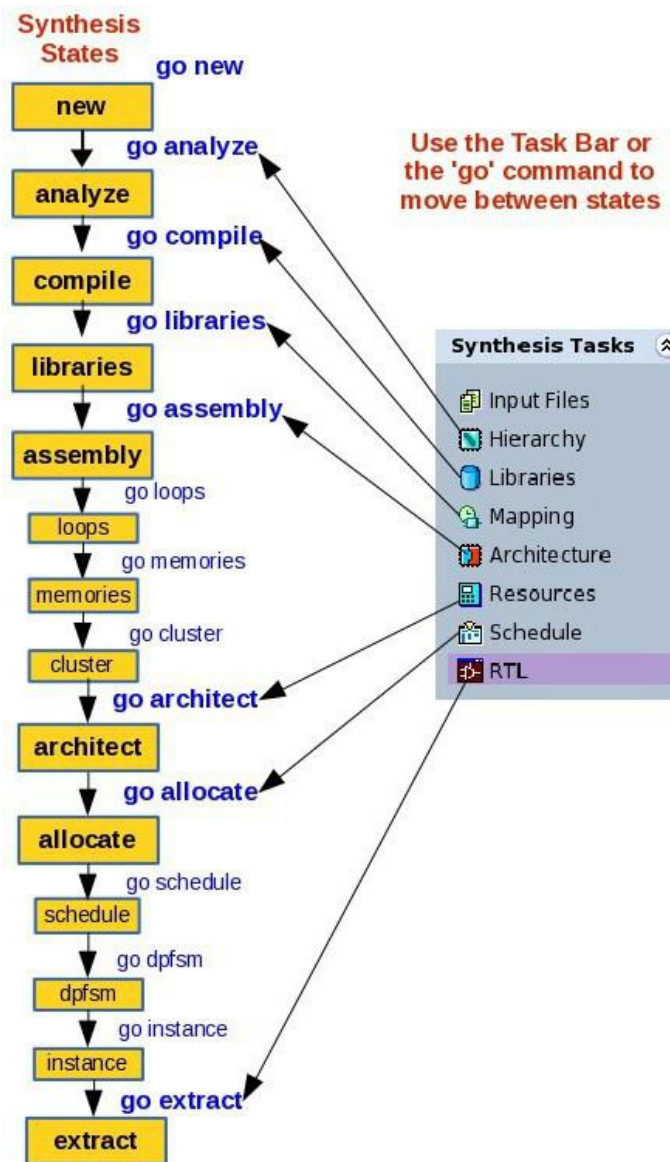 Synthesis
States
go new
new
go analyze
Use the Task Bar or
the 'go' command to
move between states
analyze
go compile
compile
go libraries
libraries
go assembly
assembly
go loops
loops
go memories
memories
go cluster
cluster
go architect
architect
go allocate
allocate
go schedule
schedule
go dpfsm
dpfsm
go instance
instance
go extract
extract
Synthesis Tasks
Input Files
Hierarchy
Libraries
Mapping
Architecture
Resources
Schedule
RTL